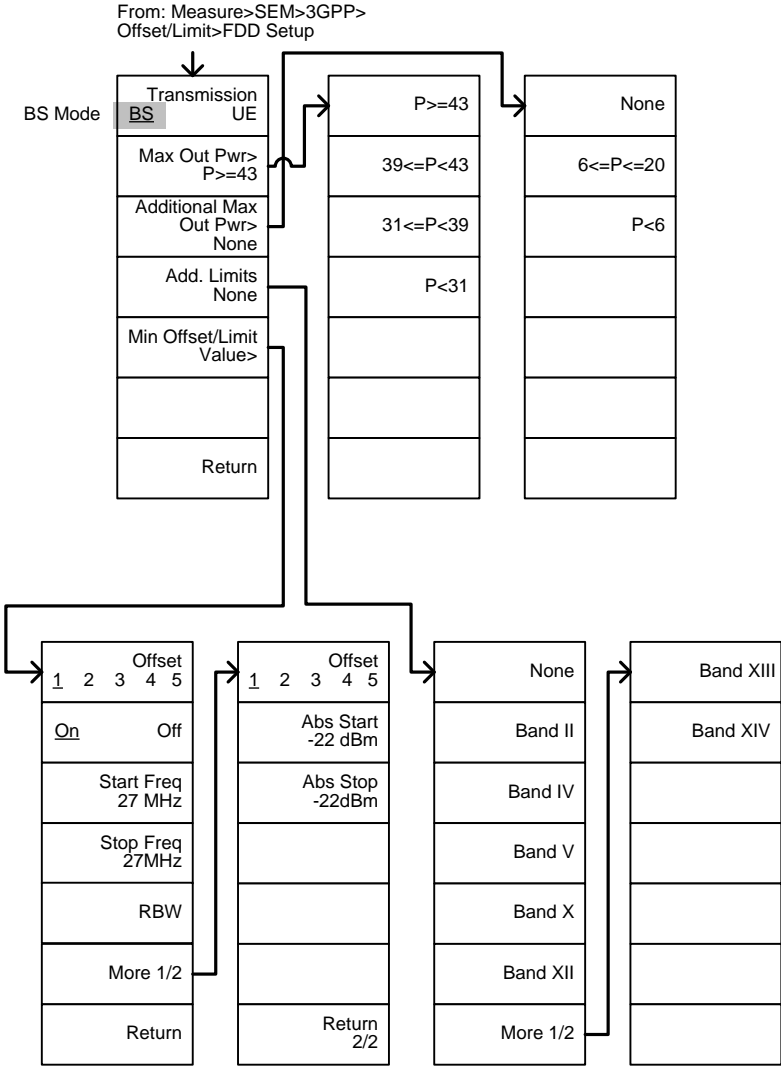 From: Measure>SEM>3GPP>
Offset/Limit>FDD Setup
BS Mode
Transmission
BS UE
Max Out Pwr>
P>=43
Additional Max
Out Pwr>
None
Add. Limits
None
Min Offset/Limit
Value>
Return
P>=43
39<=P<43
31<=P<39
P<31
None
6<=P<=20
P<6
Offset
1 2 3 4 5
On Off
Start Freq
27 MHz
Stop Freq
27MHz
RBW
More 1/2
Return
Offset
1 2 3 4 5
Abs Start
-22 dBm
Abs Stop
-22dBm
Return
2/2
None
Band II
Band IV
Band V
Band X
Band XII
More 1/2
Band XIII
Band XIV